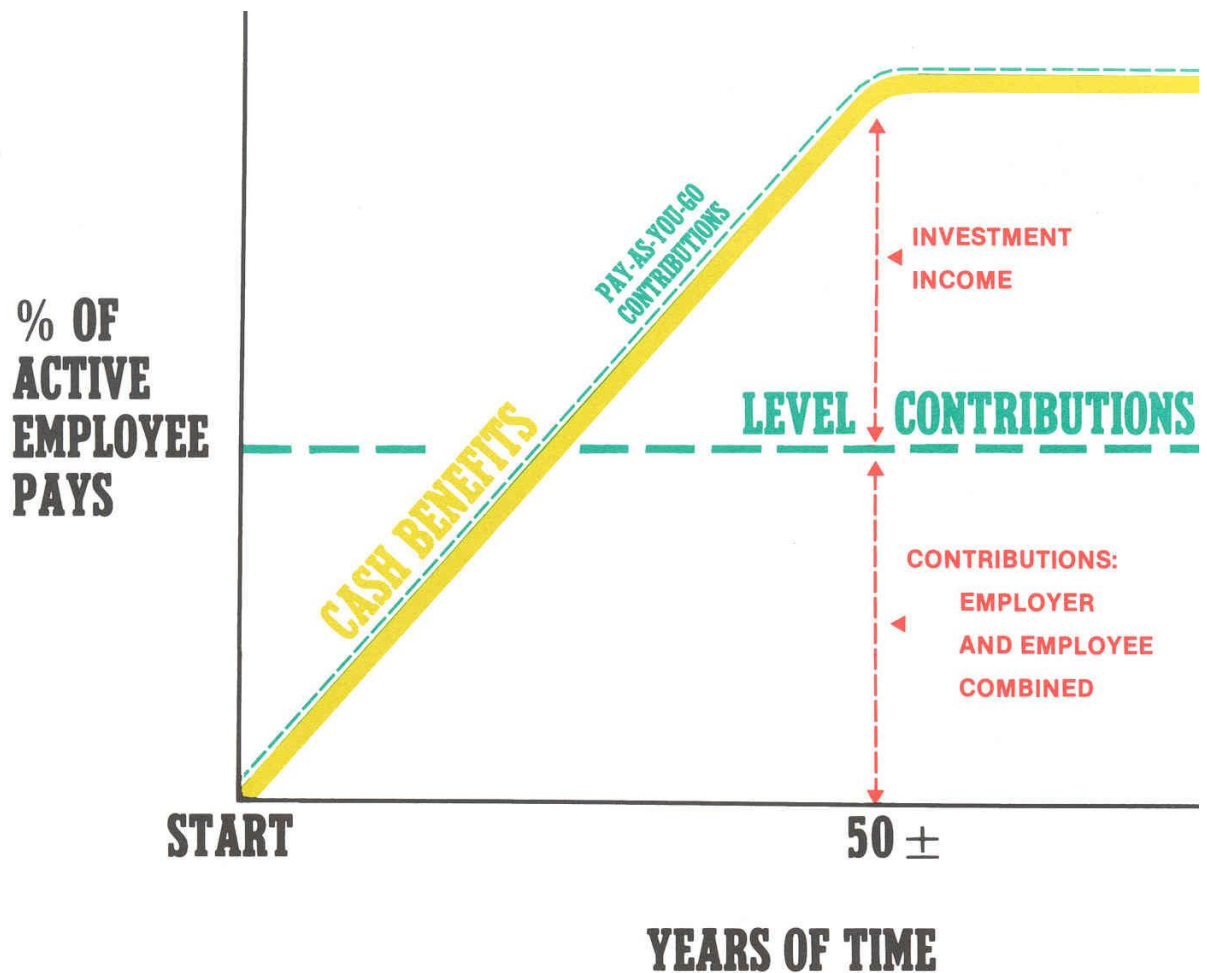 PAY-AS-YOU-GO
CONTRIBUTIONS
INVESTMENT
INCOME
% OF
ACTIVE
EMPLOYEE
PAYS
LEVEL CONTRIBUTIONS
CASH BENEFITS
CONTRIBUTIONS:
EMPLOYER
AND EMPLOYEE
COMBINED
START
50 ±
YEARS OF TIME